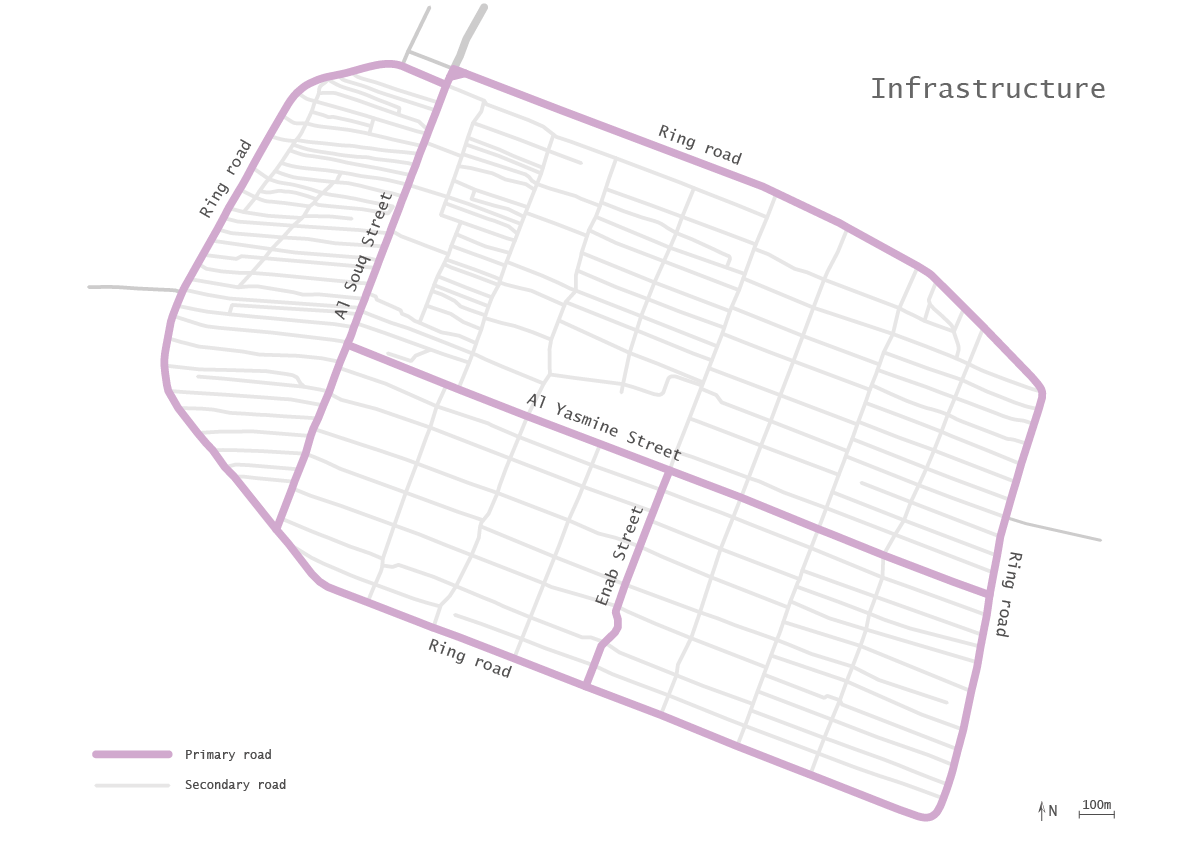 Infrastructure
Ring road
Ring road
Al Souq Street
Al Yasmine Street
Enab Street
Ring road
Ring road
Primary road
Secondary road
N
100m